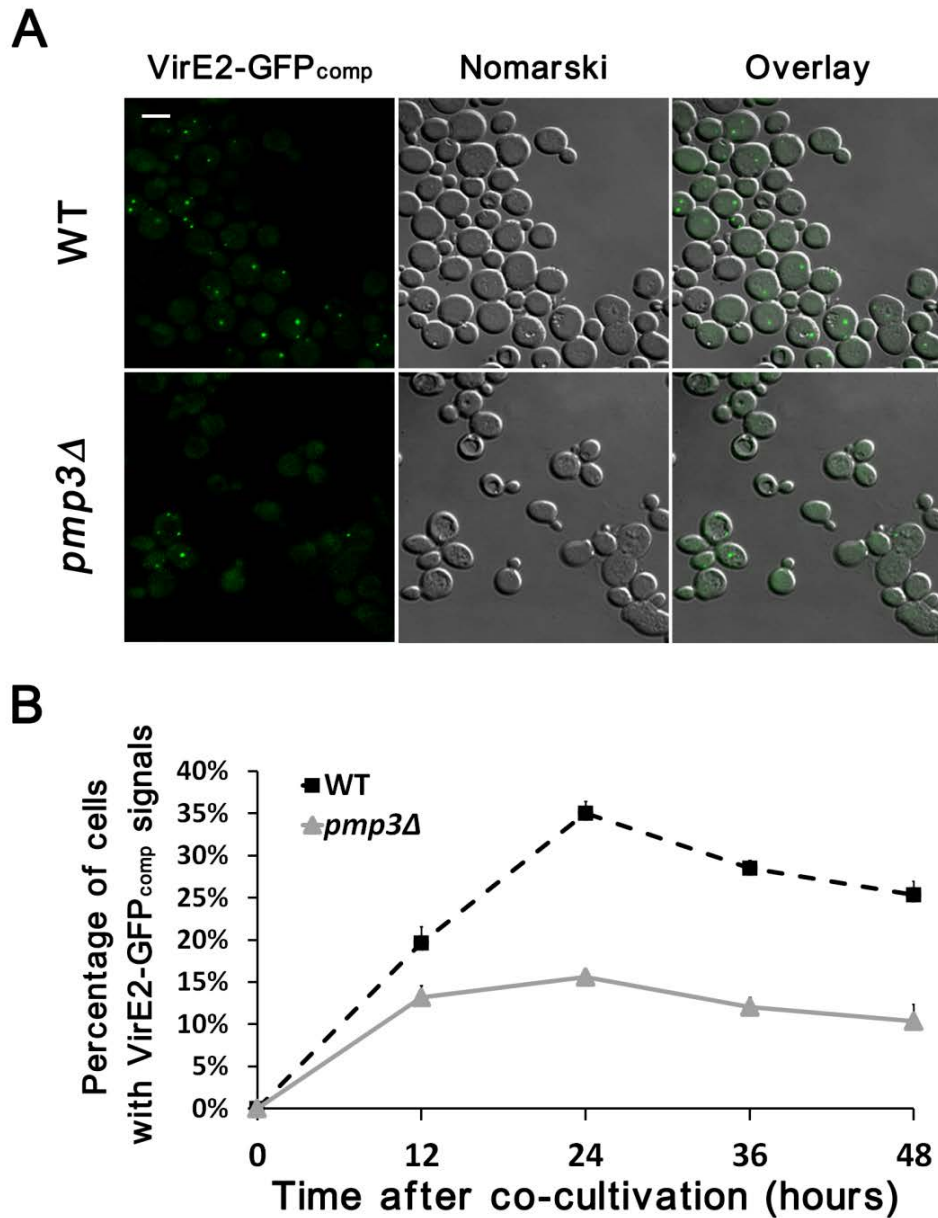 A
VirE2-GFPcomp Nomarski Overlay
WT
pmp3Δ
B
Percentage of cells
with VirE2-GFPcomp signals
40%
35%
30%
25%
20%
15%
10%
5%
0%
WT
pmp3Δ
0 12 24 36 48
Time after co-cultivation (hours)